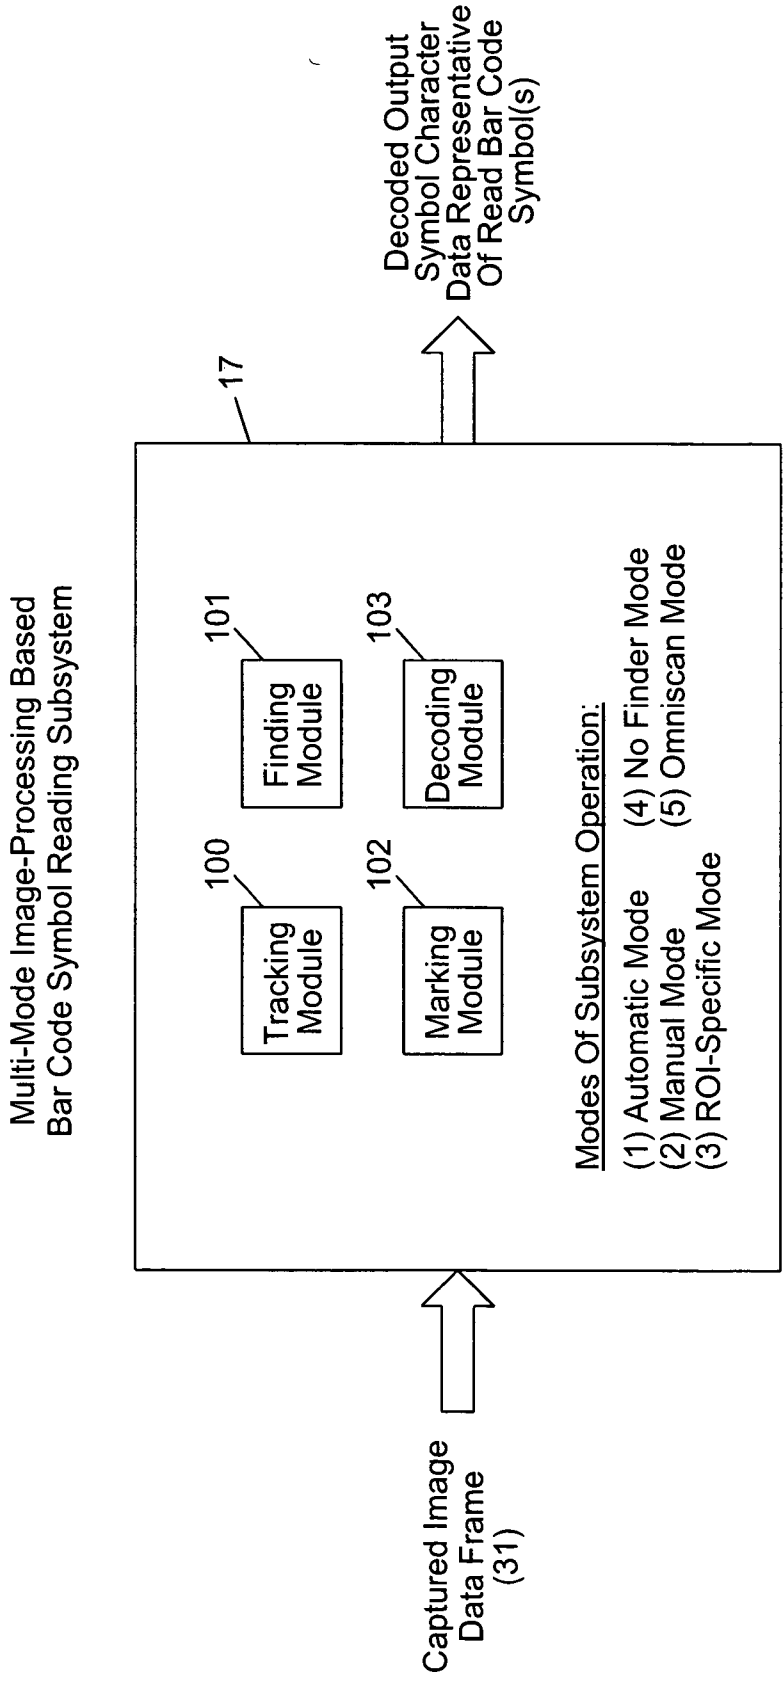 Multi-Mode Image-Processing Based
Bar Code Symbol Reading Subsystem
17
Captured Image
Data Frame
(31)
100
Tracking
Module
101
Finding
Module
102
Marking
Module
103
Decoding
Module
Modes Of Subsystem Operation:
(1) Automatic Mode
(2) Manual Mode
(3) ROI-Specific Mode
(4) No Finder Mode
(5) Omniscan Mode
Decoded Output
Symbol Character
Data Representative
Of Read Bar Code
Symbol(s)